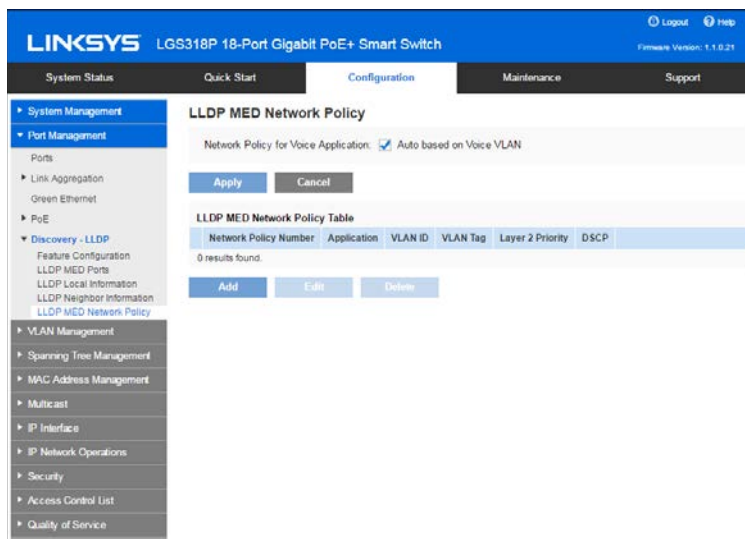 Logout Help
LINKSYS LGS318P 18-Port Gigabit PoE+ Smart Switch
Firmware Version: 1.1.0.21
System Status Quick Start Configuration Maintenance Support
System Management
Port Management
Ports
Link Aggregation
Green Ethernet
PoE
Discovery - LLDP
Feature Configuration
LLDP MED Ports
LLDP Local Information
LLDP Neighbor Information
LLDP MED Network Policy
VLAN Management
Spanning Tree Management
MAC Address Management
Multicast
IP Interface
IP Network Operations
Security
Access Control List
Quality of Service
LLDP MED Network Policy
Network Policy for Voice Application: Auto based on Voice VLAN
Apply Cancel
LLDP MED Network Policy Table
Network Policy Number Application VLAN ID VLAN Tag Layer 2 Priority DSCP
0 results found.
Add Edit Delete